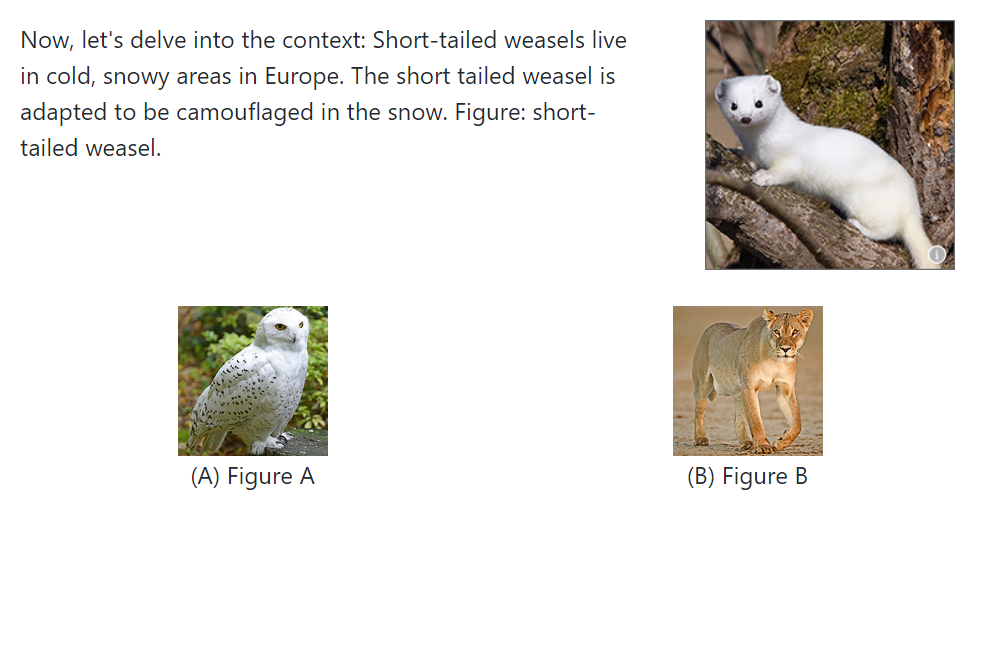 Now, let's delve into the context: Short-tailed weasels live
in cold, snowy areas in Europe. The short tailed weasel is
adapted to be camouflaged in the snow. Figure: short-
tailed weasel.
(A) Figure A
(B) Figure B